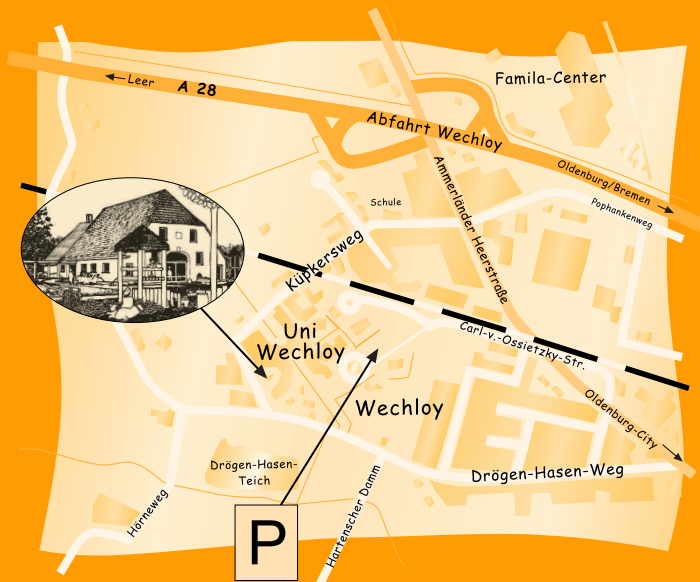 Famila-Center
Leer
A 28
Abfahrt Wechloy
Oldenburg/Bremen
Pophankenweg
Ammerländer Heerstraße
Schule
Küpkersweg
Uni
Wechloy
Carl-v.-Ossietzky-Str.
Wechloy
Oldenburg-City
Drögen-Hasen-
Teich
Drögen-Hasen-Weg
Hörneweg
Hartenscher Damm
P